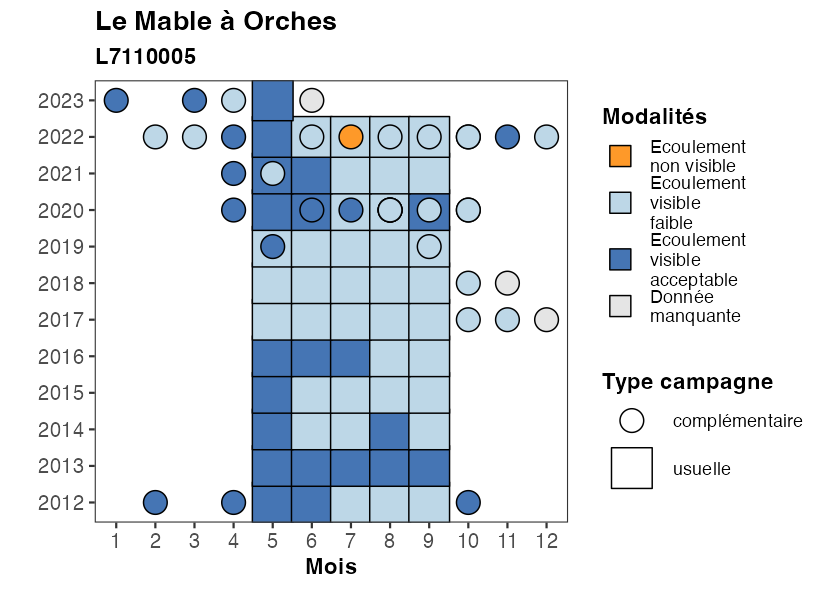 Le Mable à Orches
L7110005
2023
2022
2021
2020
2019
2018
2017
2016
2015
2014
2013
2012
1 2 3 4 5 6 7 8 9 10 11 12
Mois
Modalités
Ecoulement
non visible
Ecoulement
visible
faible
Ecoulement
visible
acceptable
Donnée
manquante
Type campagne
complémentaire
usuelle